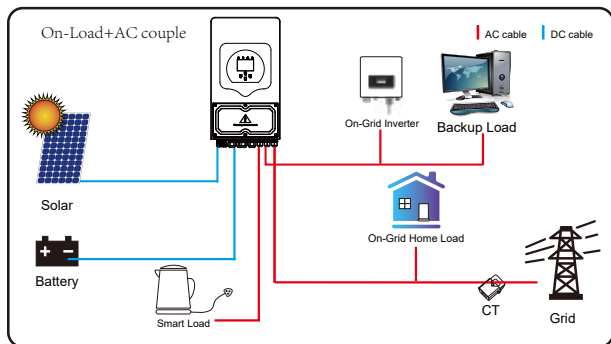 On-Load+AC couple
AC cable
DC cable
On-Grid Inverter
Backup Load
Solar
On-Grid Home Load
Battery
Smart Load
CT
Grid